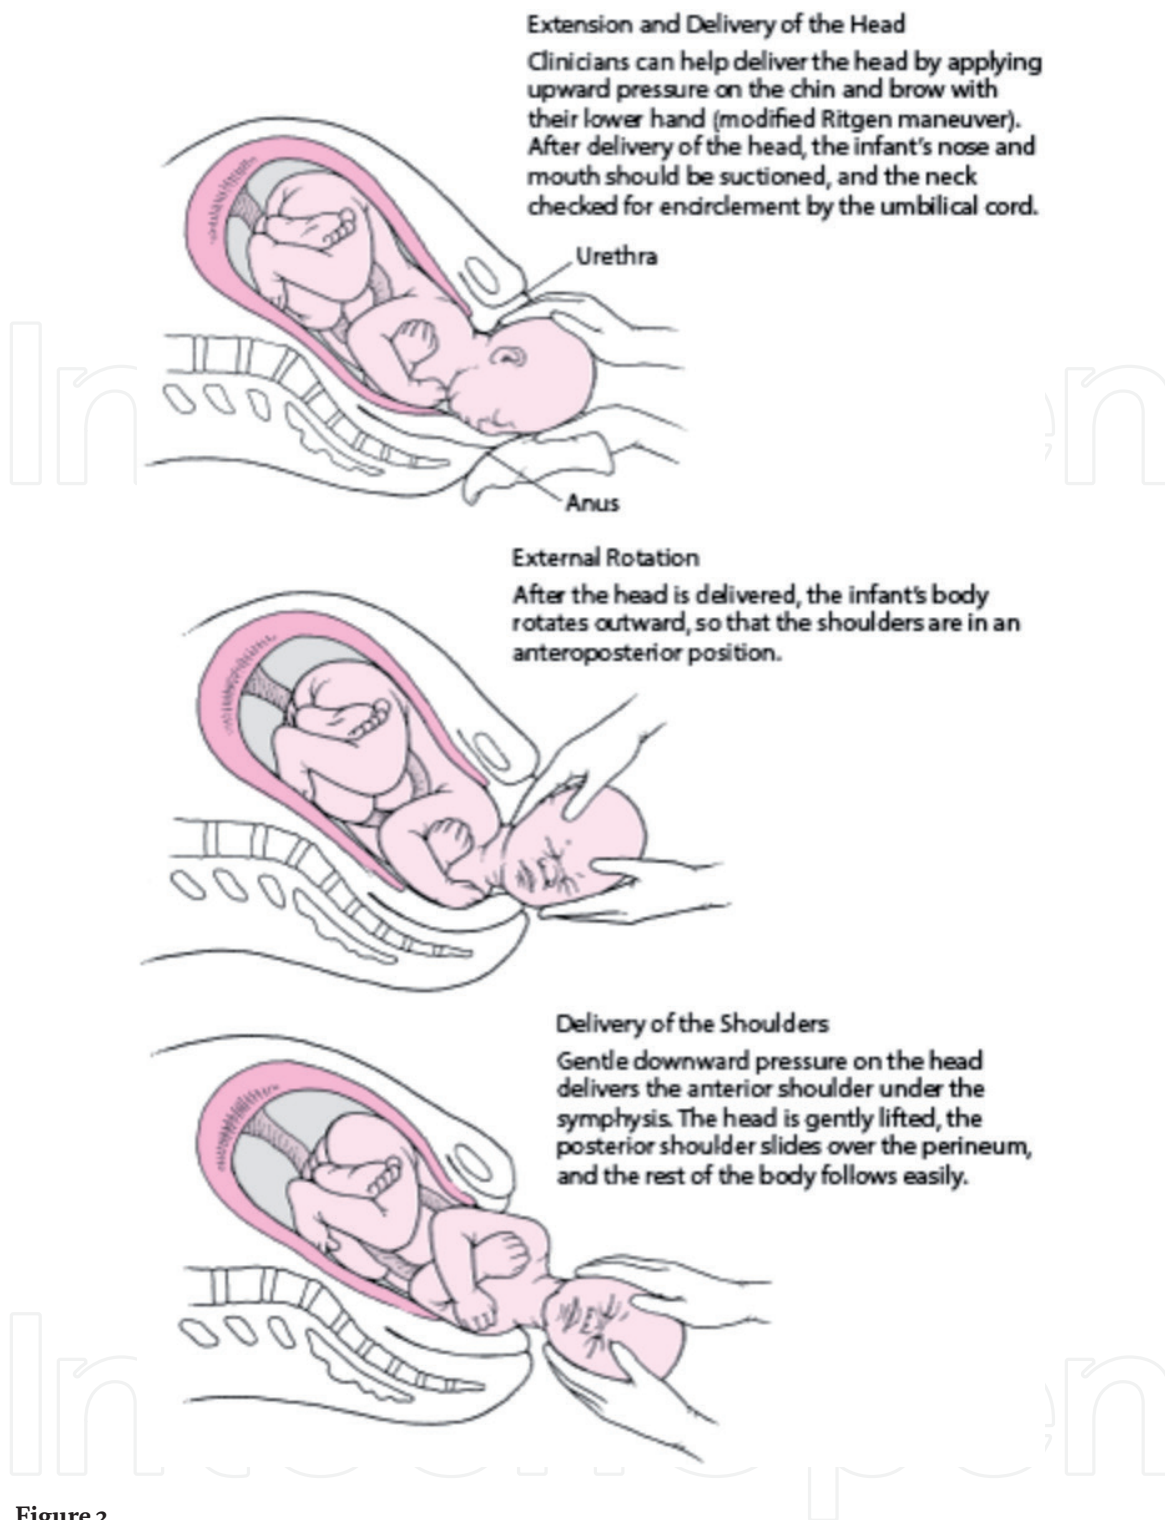 Extension and Delivery of the Head
Clinicians can help deliver the head by applying
upward pressure on the chin and brow with
their lower hand (modified Ritgen maneuver).
After delivery of the head, the infant's nose and
mouth should be suctioned, and the neck
checked for encirclement by the umbilical cord.
Urethra
Anus
External Rotation
After the head is delivered, the infant's body
rotates outward, so that the shoulders are in an
anteroposterior position.
Delivery of the Shoulders
Gentle downward pressure on the head
delivers the anterior shoulder under the
symphysis. The head is gently lifted, the
posterior shoulder slides over the perineum,
and the rest of the body follows easily.
Figure